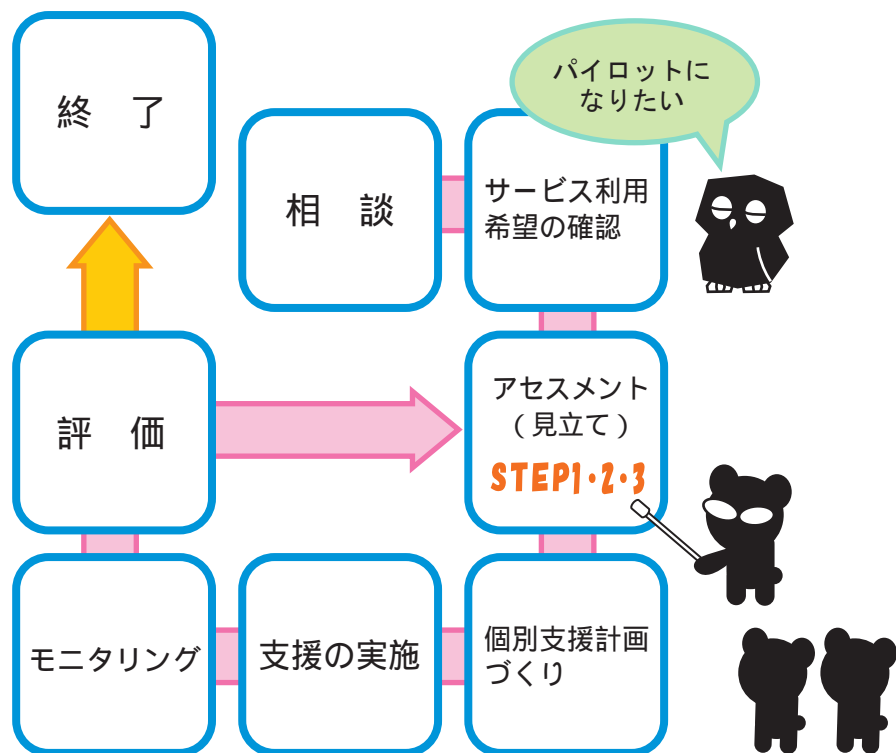 パイロットに
なりたい
終　了
相　談
サービス利用
希望の確認
評　価
アセスメント
（見立て）
STEP1・2・3
モニタリング
支援の実施
個別支援計画
づくり